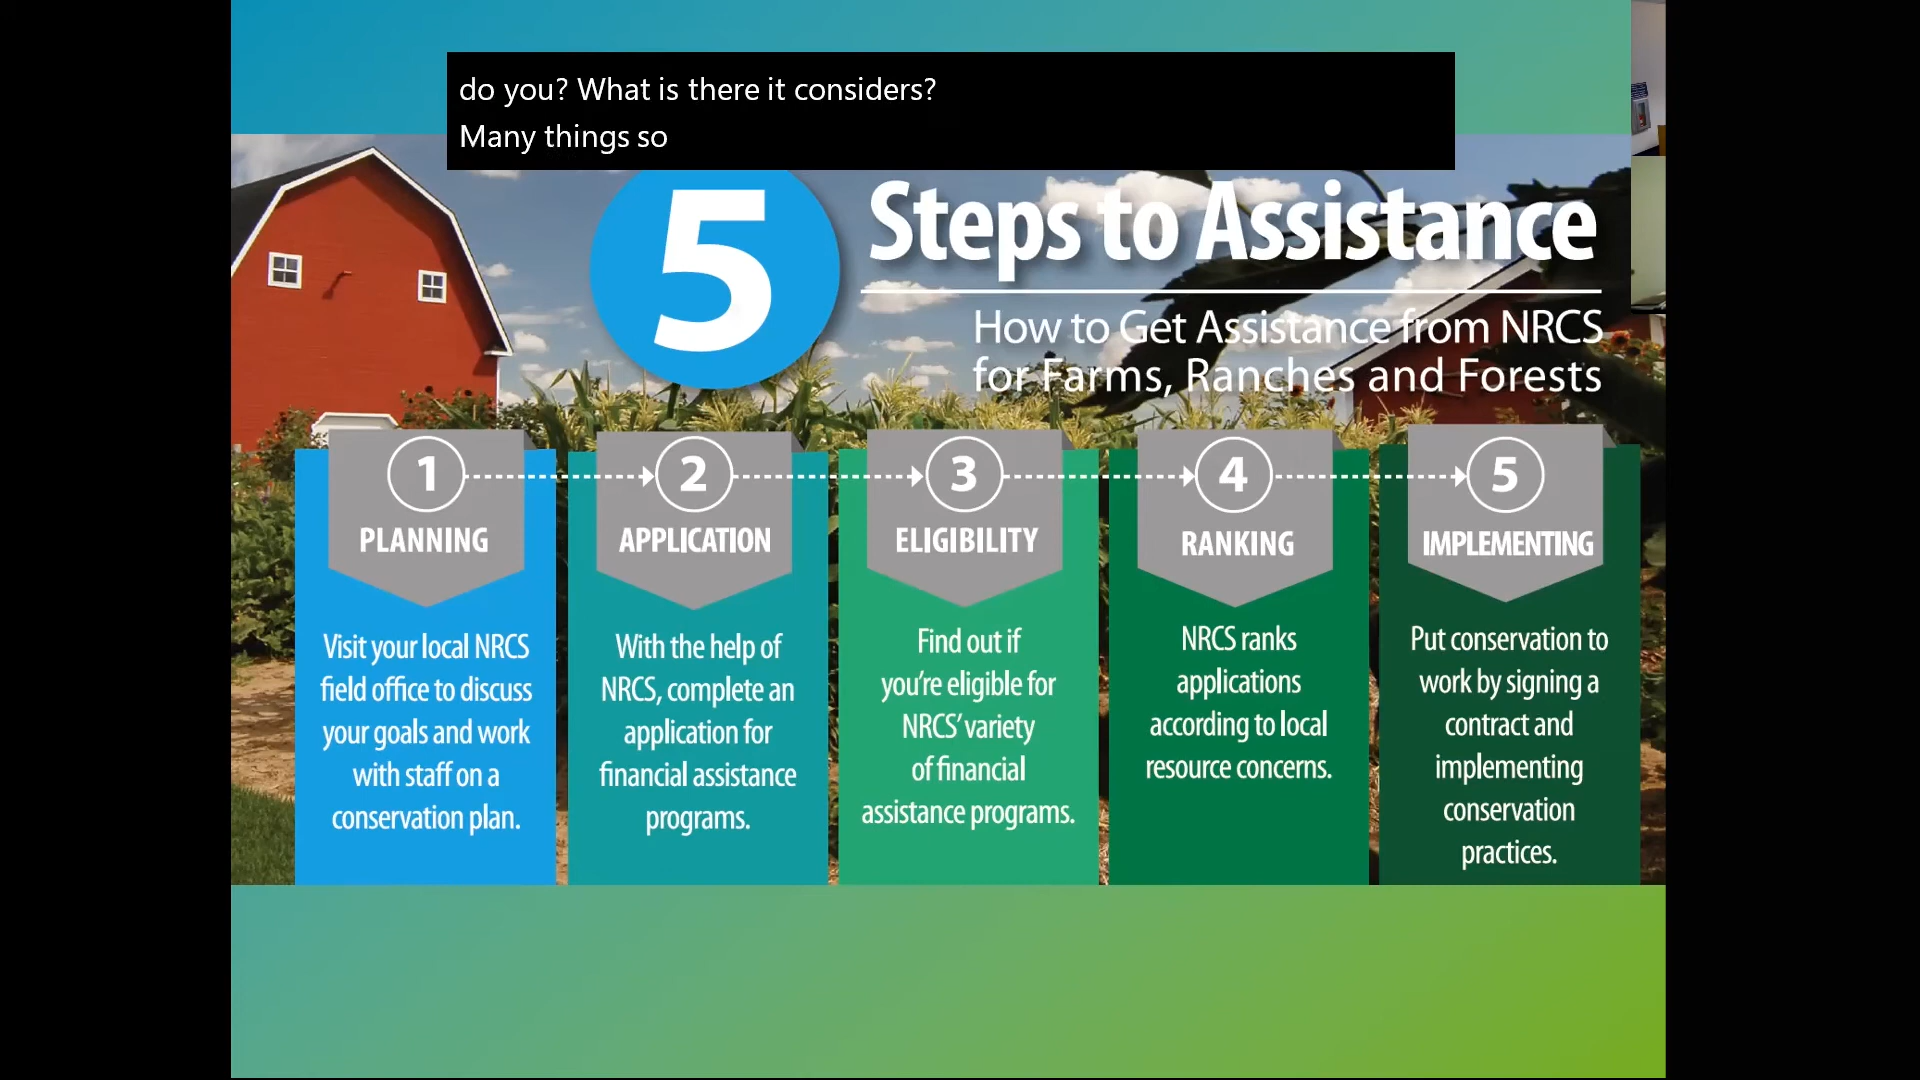 do you? What is there it considers?
Many things so
5
Steps to Assistance
How to Get Assistance from NRCS
for Farms, Ranches and Forests
1
PLANNING
Visit your local NRCS
field office to discuss
your goals and work
with staff on a
conservation plan.
2
APPLICATION
With the help of
NRCS, complete an
application for
financial assistance
programs.
3
ELIGIBILITY
Find out if
you're eligible for
NRCS' variety
of financial
assistance programs.
4
RANKING
NRCS ranks
applications
according to local
resource concerns.
5
IMPLEMENTING
Put conservation to
work by signing a
contract and
implementing
conservation
practices.